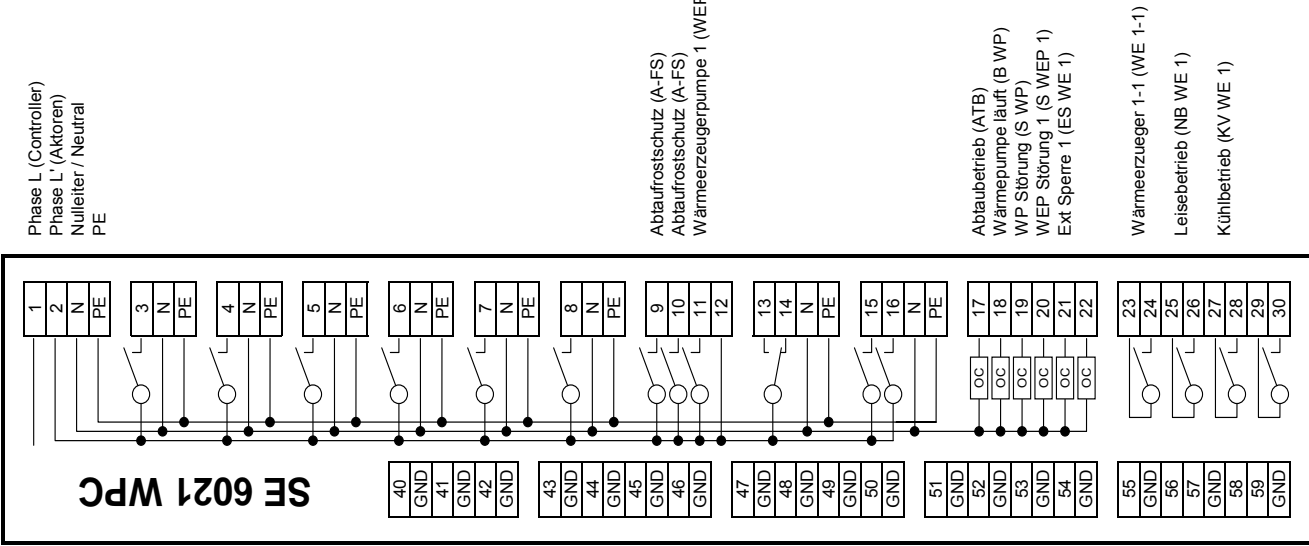 Phase L (Controller)
Phase L' (Aktoren)
Nulleiter / Neutral
PE
Abtaufrostschutz (A-FS)
Abtaufrostschutz (A-FS)
Wärmeerzeugerpumpe 1 (WEP
Abtaubetrieb (ATB)
Wärmepumpe läuft (B WP)
WP Störung (S WP)
WEP Störung 1 (S WEP 1)
Ext Sperre 1 (ES WE 1)
Wärmeerzueger 1-1 (WE 1-1)
Leisebetrieb (NB WE 1)
Kühlbetrieb (KV WE 1)
1
2
N
PE
3
N
PE
4
N
PE
5
N
PE
6
N
PE
7
N
PE
8
N
PE
9
10
11
12
13
14
N
PE
15
16
N
PE
17
18
19
20
21
22
23
24
25
26
27
28
29
30
OC
OC
OC
OC
OC
OC
SE 6021 WPC
40
GND
41
GND
42
GND
43
GND
44
GND
45
GND
46
GND
47
GND
48
GND
49
GND
50
GND
51
GND
52
GND
53
GND
54
GND
55
GND
56
57
GND
58
59
GND